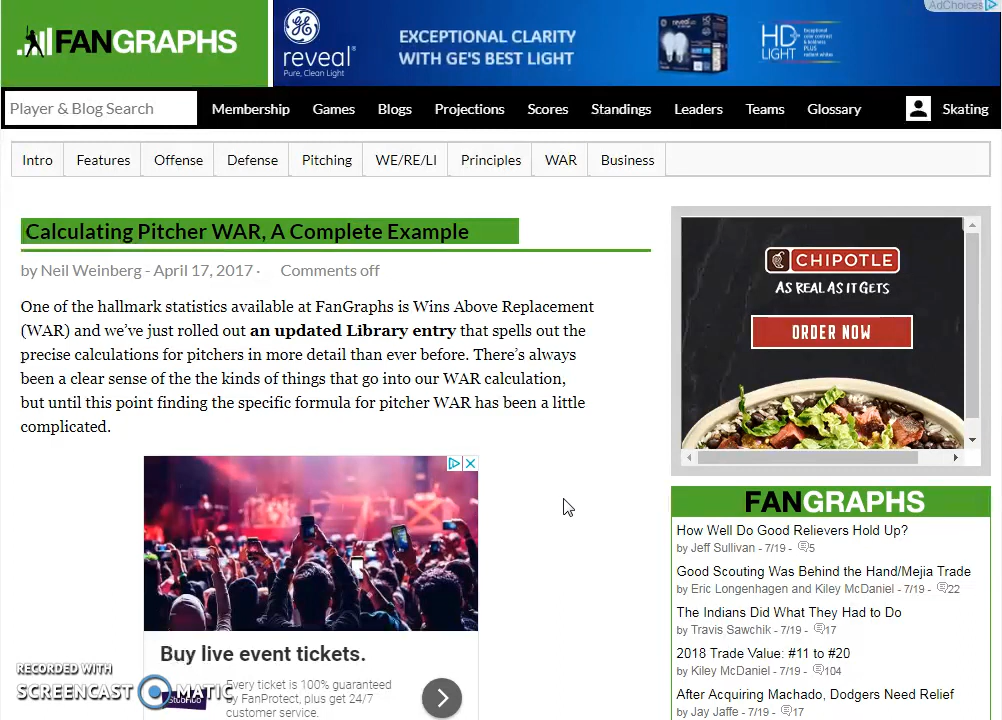 AdChoices
FANGRAPHS
GE
reveal®
Pure, Clean Light
EXCEPTIONAL CLARITY
WITH GE'S BEST LIGHT
reveal
HD
LIGHT
Exceptional
color contrast
& boldness
PLUS
radiant whites
Player & Blog Search
Membership Games Blogs Projections Scores Standings Leaders Teams Glossary Skating
Intro Features Offense Defense Pitching WE/RE/LI Principles WAR Business
Calculating Pitcher WAR, A Complete Example
by Neil Weinberg - April 17, 2017 · Comments off
One of the hallmark statistics available at FanGraphs is Wins Above Replacement
(WAR) and we've just rolled out an updated Library entry that spells out the
precise calculations for pitchers in more detail than ever before. There's always
been a clear sense of the the kinds of things that go into our WAR calculation,
but until this point finding the specific formula for pitcher WAR has been a little
complicated.
Buy live event tickets.
Every ticket is 100% guaranteed
by FanProtect, plus get 24/7
customer service.
StubHub
RECORDED WITH
SCREENCAST MATIC
CHIPOTLE
AS REAL AS IT GETS
ORDER NOW
FANGRAPHS
How Well Do Good Relievers Hold Up?
by Jeff Sullivan - 7/19 - 5
Good Scouting Was Behind the Hand/Mejia Trade
by Eric Longenhagen and Kiley McDaniel - 7/19 - 22
The Indians Did What They Had to Do
by Travis Sawchik - 7/19 - 17
2018 Trade Value: #11 to #20
by Kiley McDaniel - 7/19 - 104
After Acquiring Machado, Dodgers Need Relief
by Jay Jaffe - 7/19 - 17